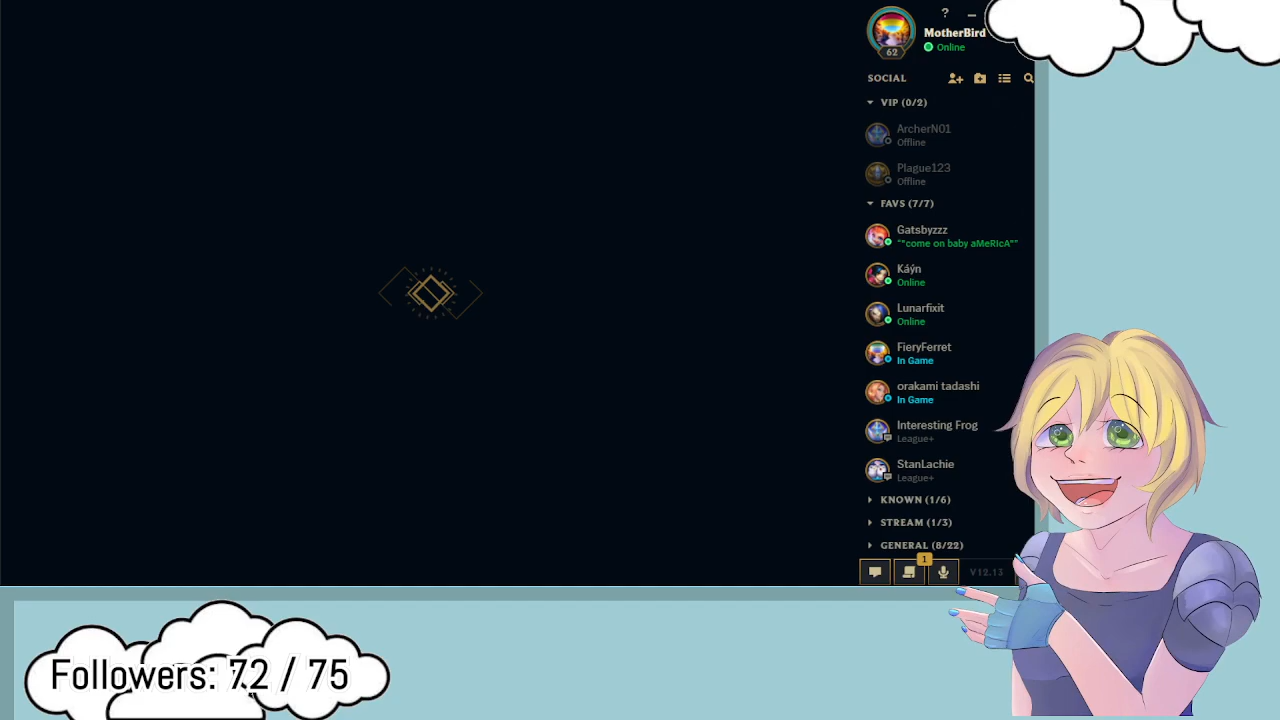 ?
MotherBird
62
Online
SOCIAL
VIP (0/2)
ArcherN01
Offline
Plague123
Offline
FAVS (7/7)
Gatsbyzzz
"*come on baby aMeRIcA*"
Káýn
Online
Lunarfixit
Online
FieryFerret
In Game
orakami tadashi
In Game
Interesting Frog
League+
StanLachie
League+
KNOWN (1/6)
STREAM (1/3)
GENERAL (8/22)
1
V12.13
Followers: 72 / 75